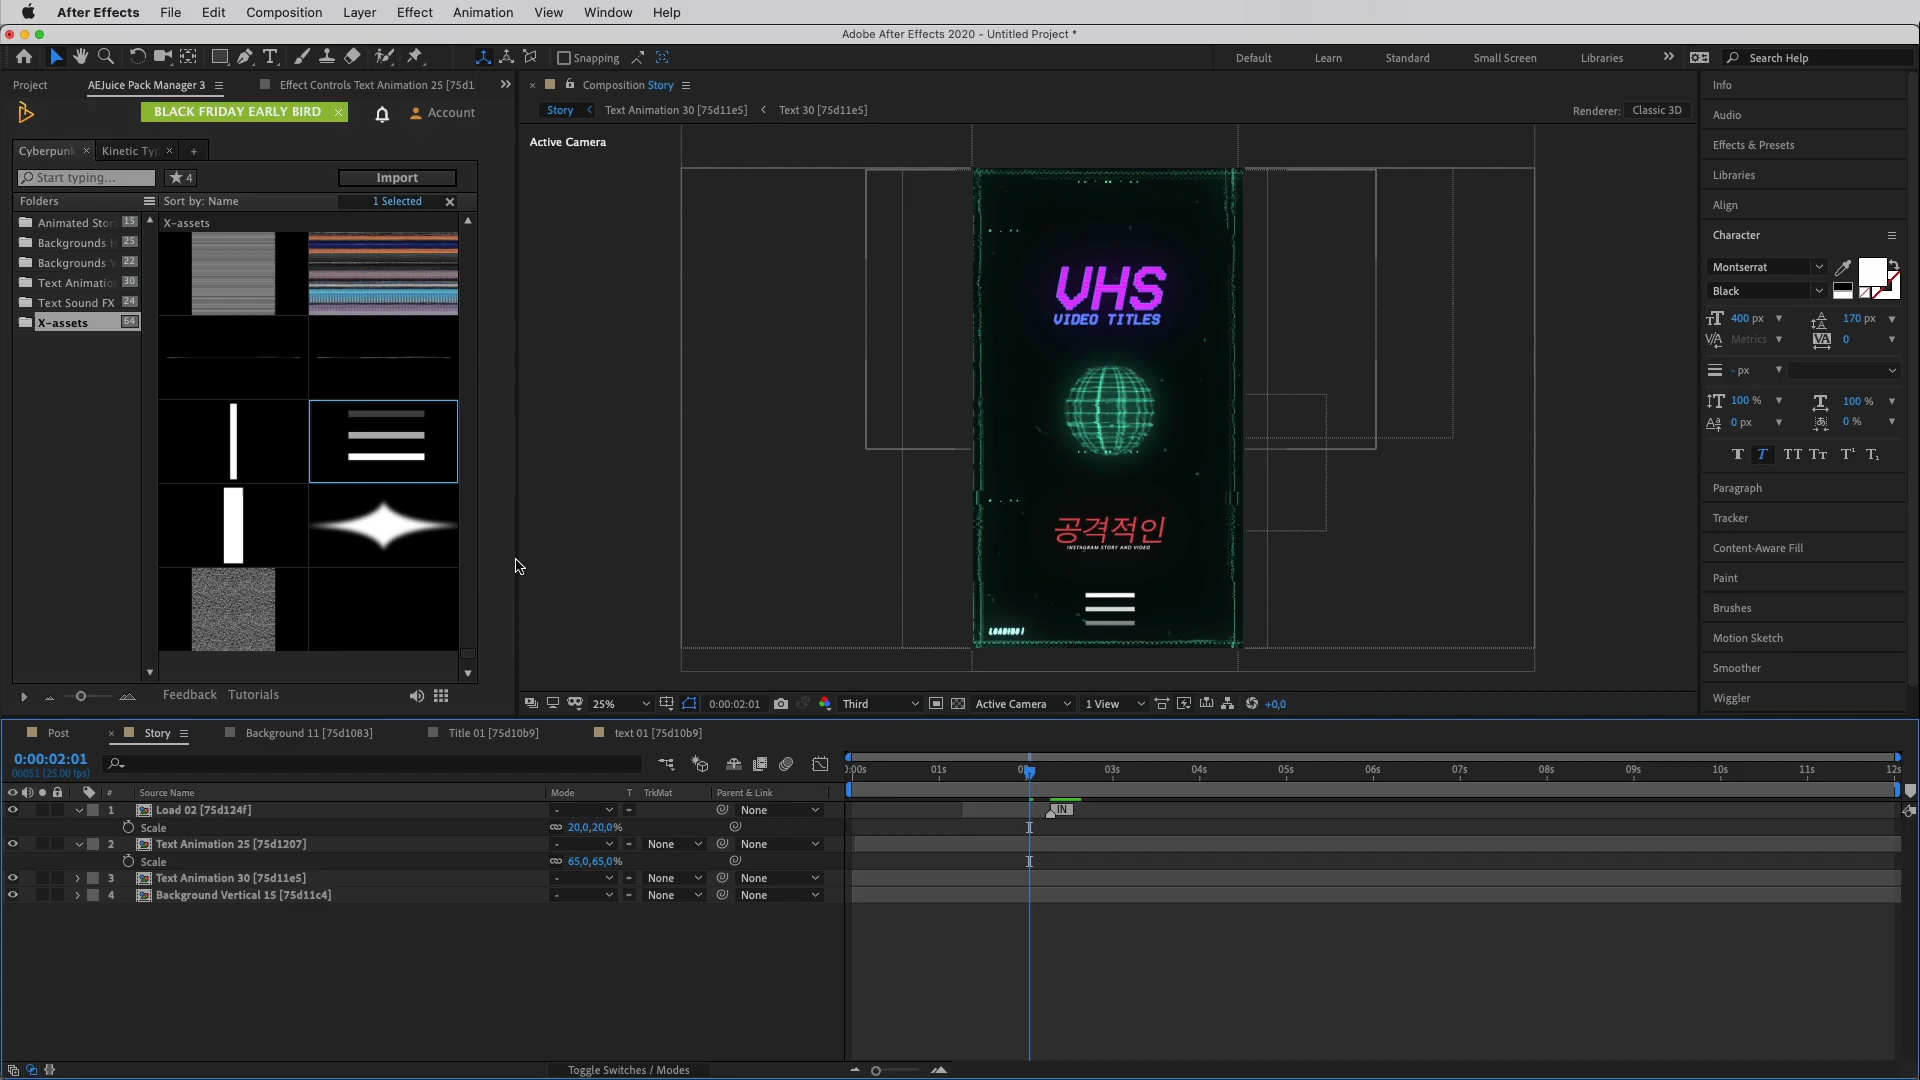 After Effects File Edit Composition Layer Effect Animation View Window Help
Adobe After Effects 2020 - Untitled Project *
Snapping
Default Learn Standard Small Screen Libraries Search Help
Project AEJuice Pack Manager 3 Effect Controls Text Animation 25 [75d1
Composition Story
BLACK FRIDAY EARLY BIRD Account
Story Text Animation 30 [75d11e5] Text 30 [75d11e5]
Renderer: Classic 3D
Active Camera
Cyberpunk Kinetic Typ
Start typing... 4 Import
Folders Sort by: Name 1 Selected
Animated Stor 15 X-assets
Backgrounds H 25
Backgrounds V 22
Text Animatio 30
Text Sound FX 24
X-assets 64
VHS
VIDEO TITLES
공격적인
INSTAGRAM STORY AND VIDEO
LOADING!
Info
Audio
Effects & Presets
Libraries
Align
Character
Montserrat
Black
400 px 170 px
Metrics 0
- px
100 % 100 %
0 px 0 %
T T TT Tт T¹ T₁
Paragraph
Tracker
Content-Aware Fill
Paint
Brushes
Motion Sketch
Smoother
Wiggler
Feedback Tutorials
25% 0:00:02:01 Third Active Camera 1 View +0,0
Post Story Background 11 [75d1083] Title 01 [75d10b9] text 01 [75d10b9]
0:00:02:01
00051 (25.00 fps)
):00s 01s 03s 04s 05s 06s 07s 08s 09s 10s 11s 12s
# Source Name Mode T TrkMat Parent & Link
1 Load 02 [75d124f] - None IN
Scale 20,0,20,0%
2 Text Animation 25 [75d1207] - None None
Scale 65,0,65,0%
3 Text Animation 30 [75d11e5] - None None
4 Background Vertical 15 [75d11c4] - None None
Toggle Switches / Modes